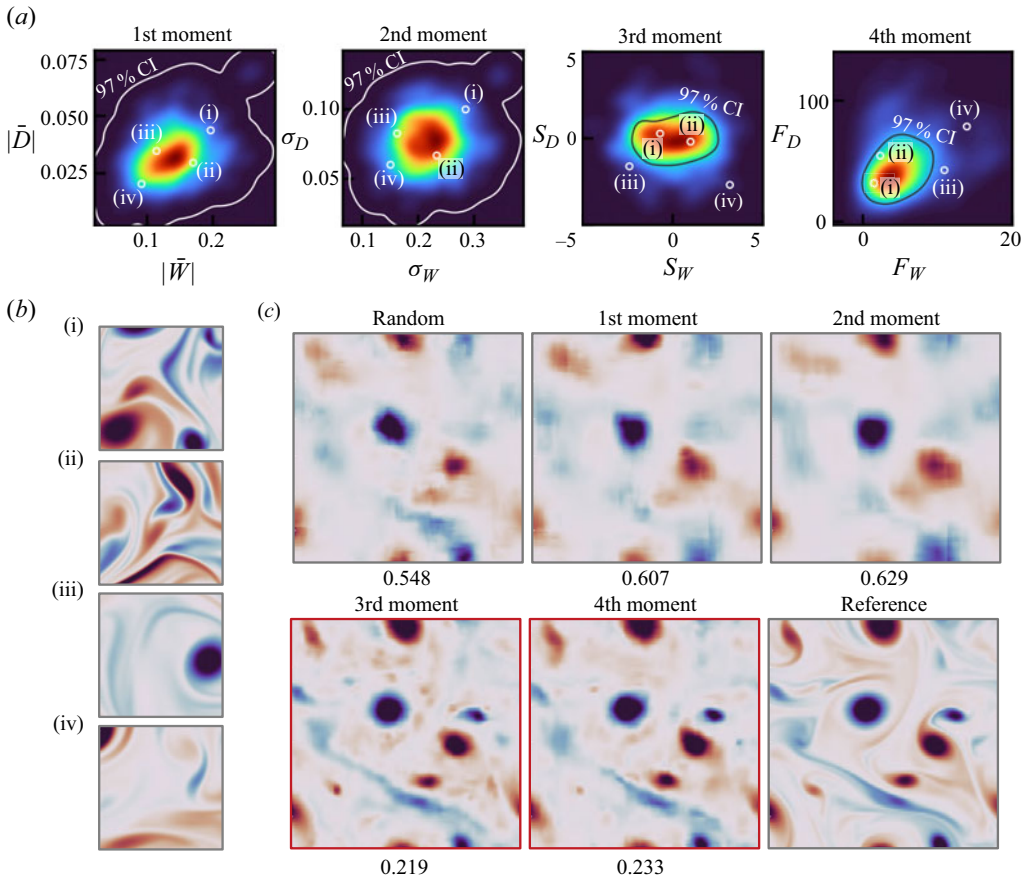 (a)
1st moment
2nd moment
3rd moment
4th moment
0.075
0.050
0.025
|D̄|
97 % CI
(i)
(iii)
(ii)
(iv)
0.1
0.2
|W̄|
0.10
0.05
σ_D
97 % CI
(i)
(iii)
(iv)
(ii)
0.2
0.3
σ_W
5
0
–5
S_D
97 % CI
(ii)
(i)
(iii)
(iv)
0
5
S_W
100
0
F_D
97 % CI
(iv)
(ii)
(iii)
(i)
0
10
20
F_W
(b)
(i)
(ii)
(iii)
(iv)
(c)
Random
1st moment
2nd moment
0.548
0.607
0.629
3rd moment
4th moment
Reference
0.219
0.233